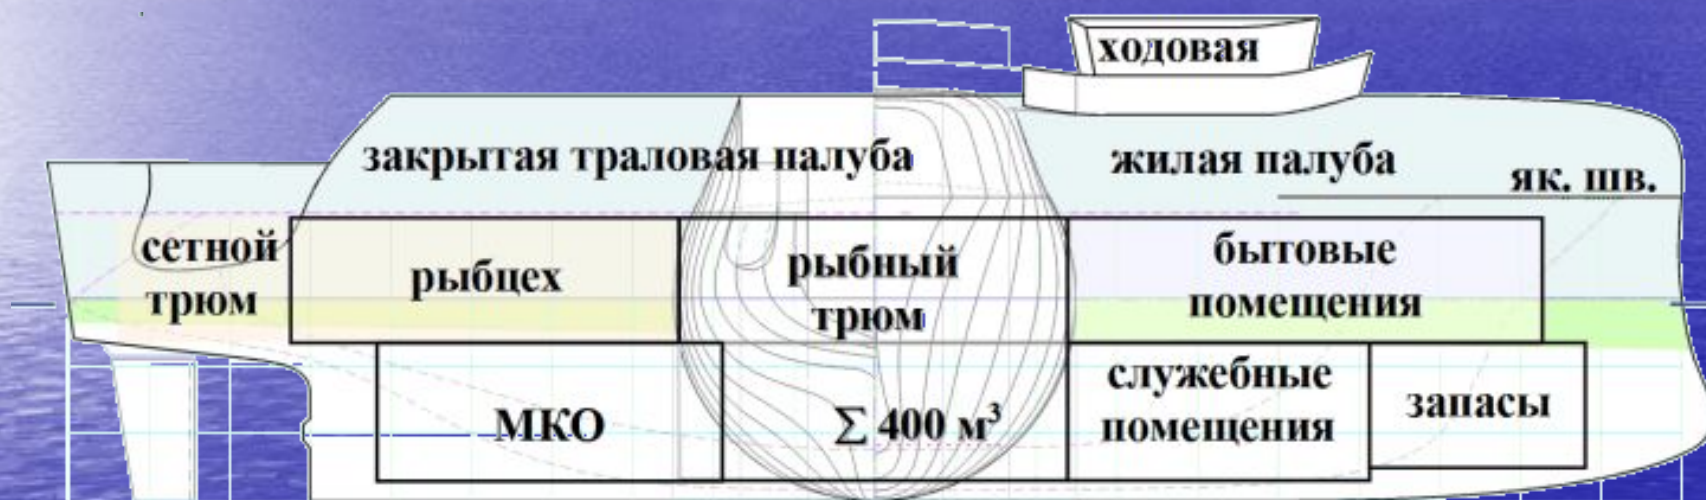 ходовая
закрытая траловая палуба
жилая палуба
як. шв.
сетной
трюм
рыбцех
рыбный
трюм
бытовые
помещения
МКО
∑ 400 м³
служебные
помещения
запасы